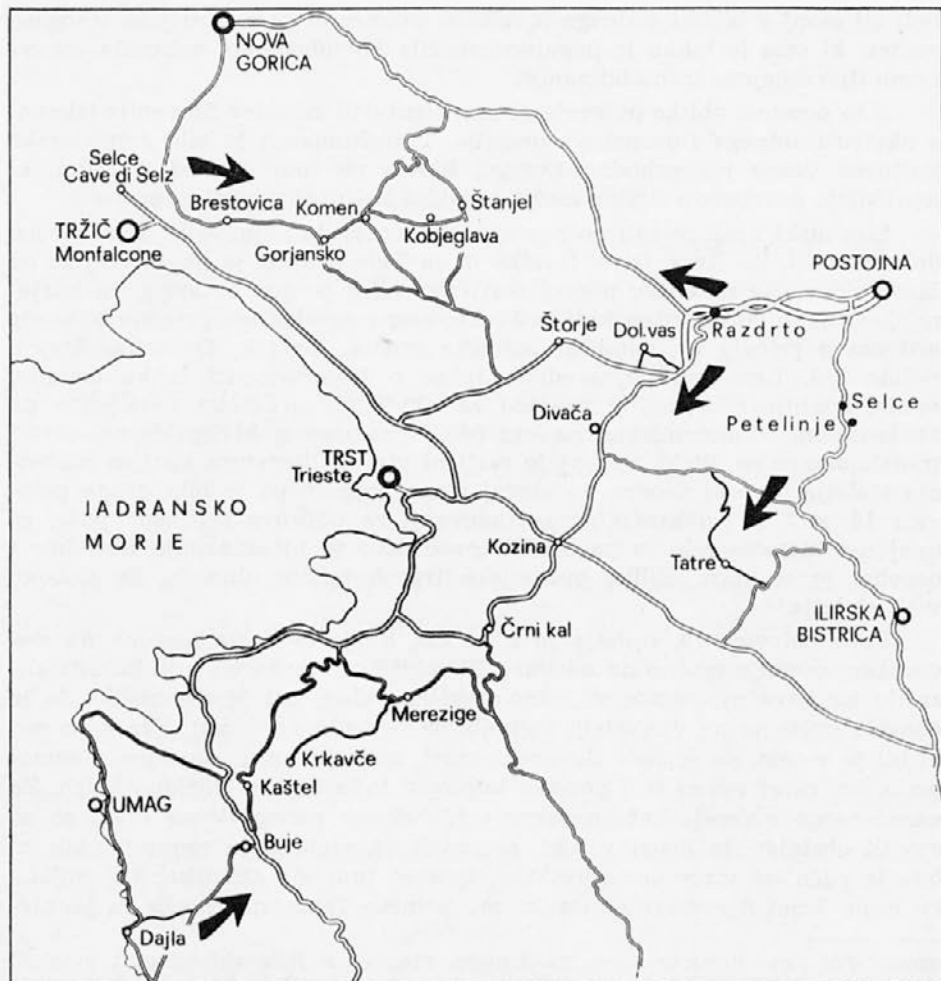 NOVA
GORICA
Selce
Cave di Selz
Brestovica
Komen
Štanjel
TRŽIČ
Monfalcone
Gorjansko
Kobjeglava
POSTOJNA
Štorje
Dol.vas
Razdrto
Divača
Selce
Petelinje
TRST
Trieste
JADRANSKO
MORJE
Kozina
Tatre
ILIRSKA
BISTRICA
Črni kal
Merezige
Krkavče
Kaštel
UMAG
Buje
Dajla